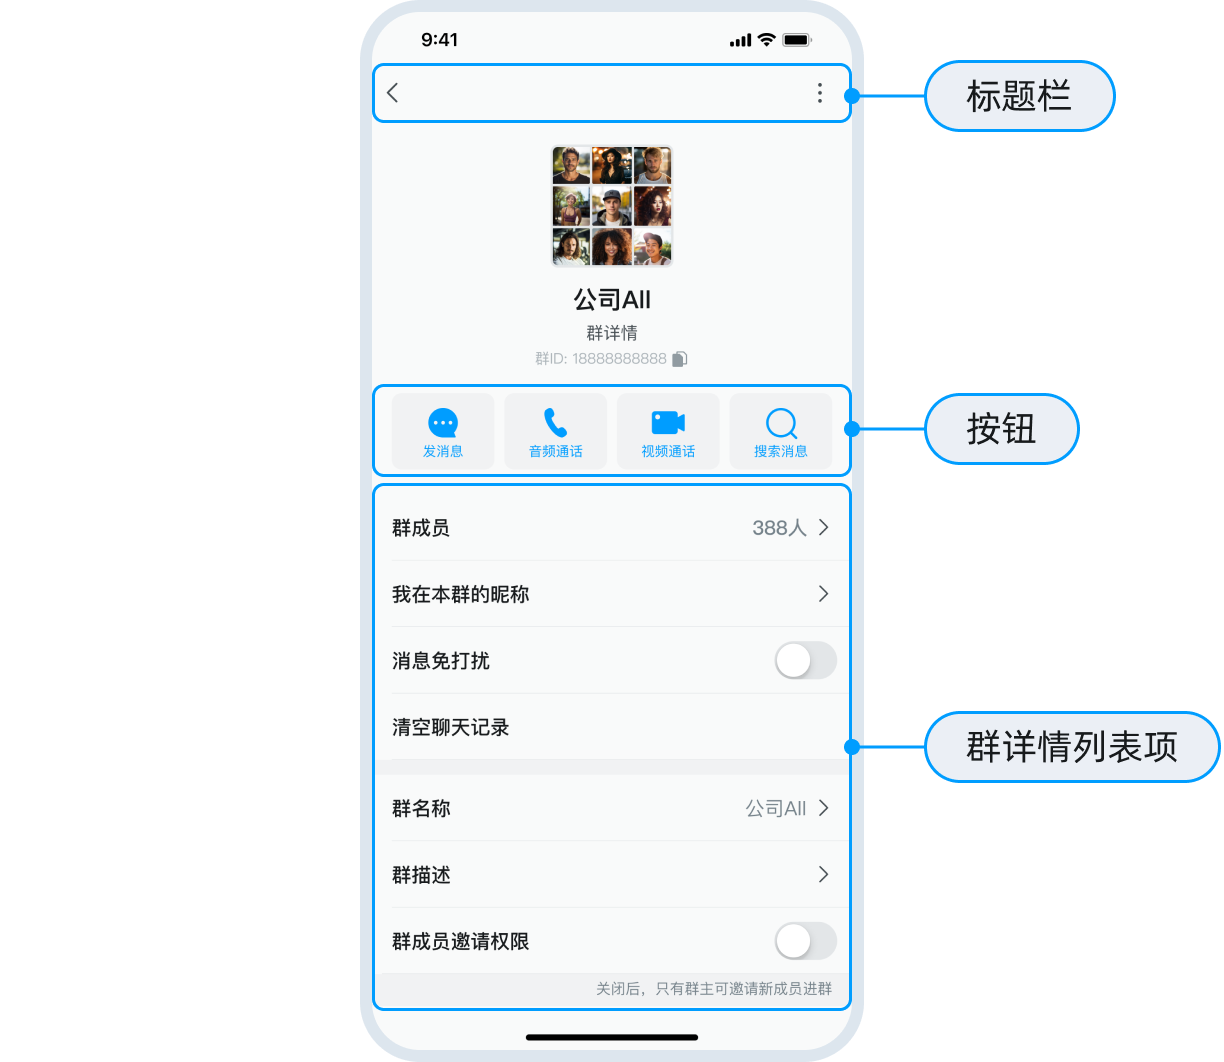 9:41
标题栏
公司All
群详情
群ID: 18888888888
发消息
音频通话
视频通话
搜索消息
按钮
群成员 388人
我在本群的昵称
消息免打扰
清空聊天记录
群详情列表项
群名称 公司All
群描述
群成员邀请权限
关闭后，只有群主可邀请新成员进群